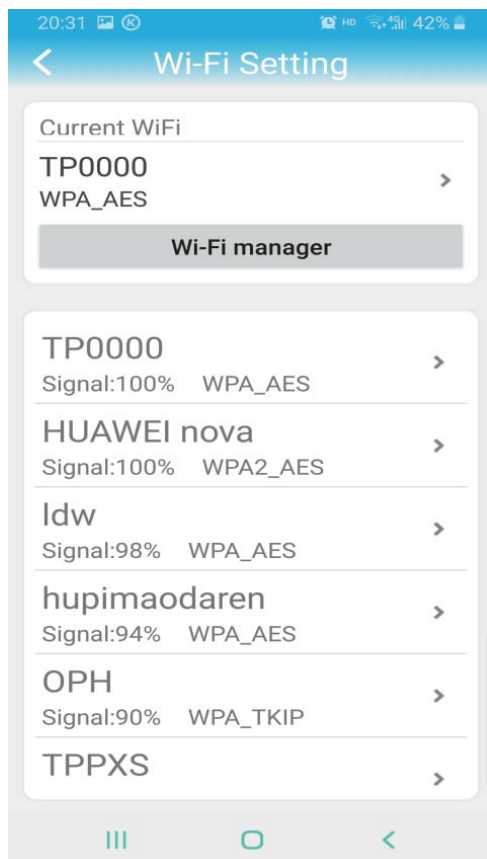 20:31 K HD 4G 42%
Wi-Fi Setting
Current WiFi
TP0000
WPA_AES
Wi-Fi manager
TP0000
Signal:100% WPA_AES
HUAWEI nova
Signal:100% WPA2_AES
ldw
Signal:98% WPA_AES
hupimaodaren
Signal:94% WPA_AES
OPH
Signal:90% WPA_TKIP
TPPXS